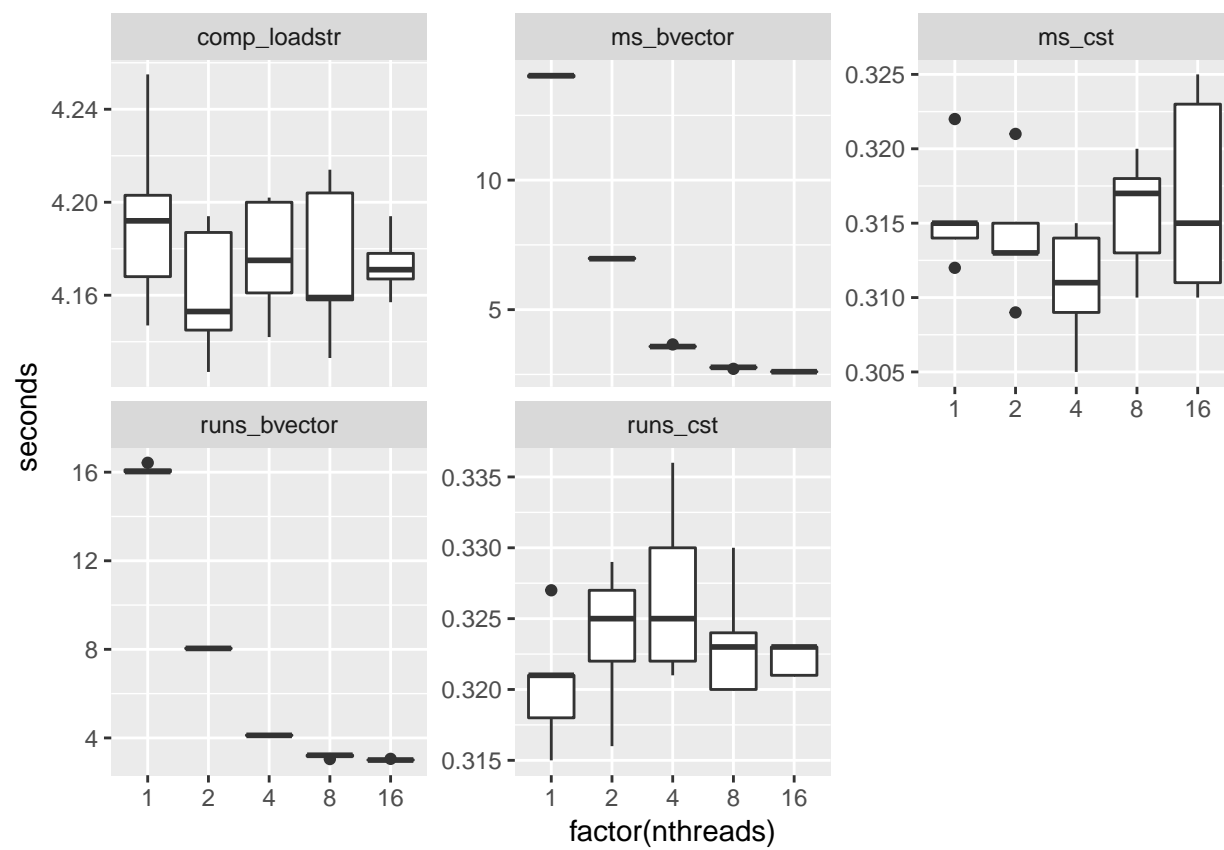 comp_loadstr
ms_bvector
ms_cst
4.24
4.20
4.16
10
5
0.325
0.320
0.315
0.310
0.305
1 2 4 8 16
seconds
runs_bvector
runs_cst
16
12
8
4
0.335
0.330
0.325
0.320
0.315
1 2 4 8 16
1 2 4 8 16
factor(nthreads)